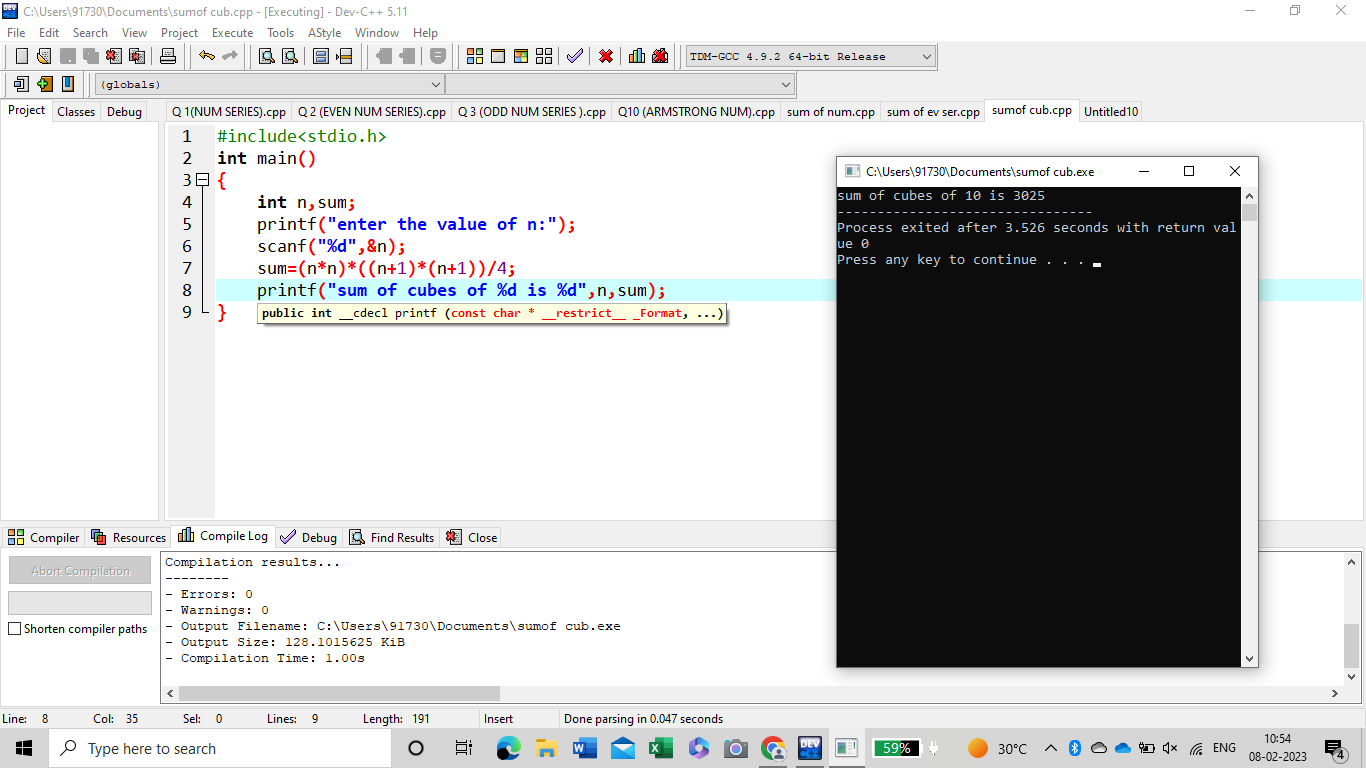 C:\Users\91730\Documents\sumof cub.cpp - [Executing] - Dev-C++ 5.11
File Edit Search View Project Execute Tools AStyle Window Help
TDM-GCC 4.9.2 64-bit Release
(globals)
Project Classes Debug
Q 1(NUM SERIES).cpp Q 2 (EVEN NUM SERIES).cpp Q 3 (ODD NUM SERIES ).cpp Q10 (ARMSTRONG NUM).cpp sum of num.cpp sum of ev ser.cpp sumof cub.cpp Untitled10
1 #include<stdio.h>
2 int main()
3 {
4 int n,sum;
5 printf("enter the value of n:");
6 scanf("%d",&n);
7 sum=(n*n)*((n+1)*(n+1))/4;
8 printf("sum of cubes of %d is %d",n,sum);
9 }
public int __cdecl printf (const char * __restrict__ _Format, ...)
C:\Users\91730\Documents\sumof cub.exe
sum of cubes of 10 is 3025
--------------------------------
Process exited after 3.526 seconds with return val
ue 0
Press any key to continue . . .
Compiler Resources Compile Log Debug Find Results Close
Abort Compilation
Shorten compiler paths
Compilation results...
--------
- Errors: 0
- Warnings: 0
- Output Filename: C:\Users\91730\Documents\sumof cub.exe
- Output Size: 128.1015625 KiB
- Compilation Time: 1.00s
Line: 8 Col: 35 Sel: 0 Lines: 9 Length: 191 Insert Done parsing in 0.047 seconds
Type here to search
DEV
59%
30°C
ENG
10:54
08-02-2023
4